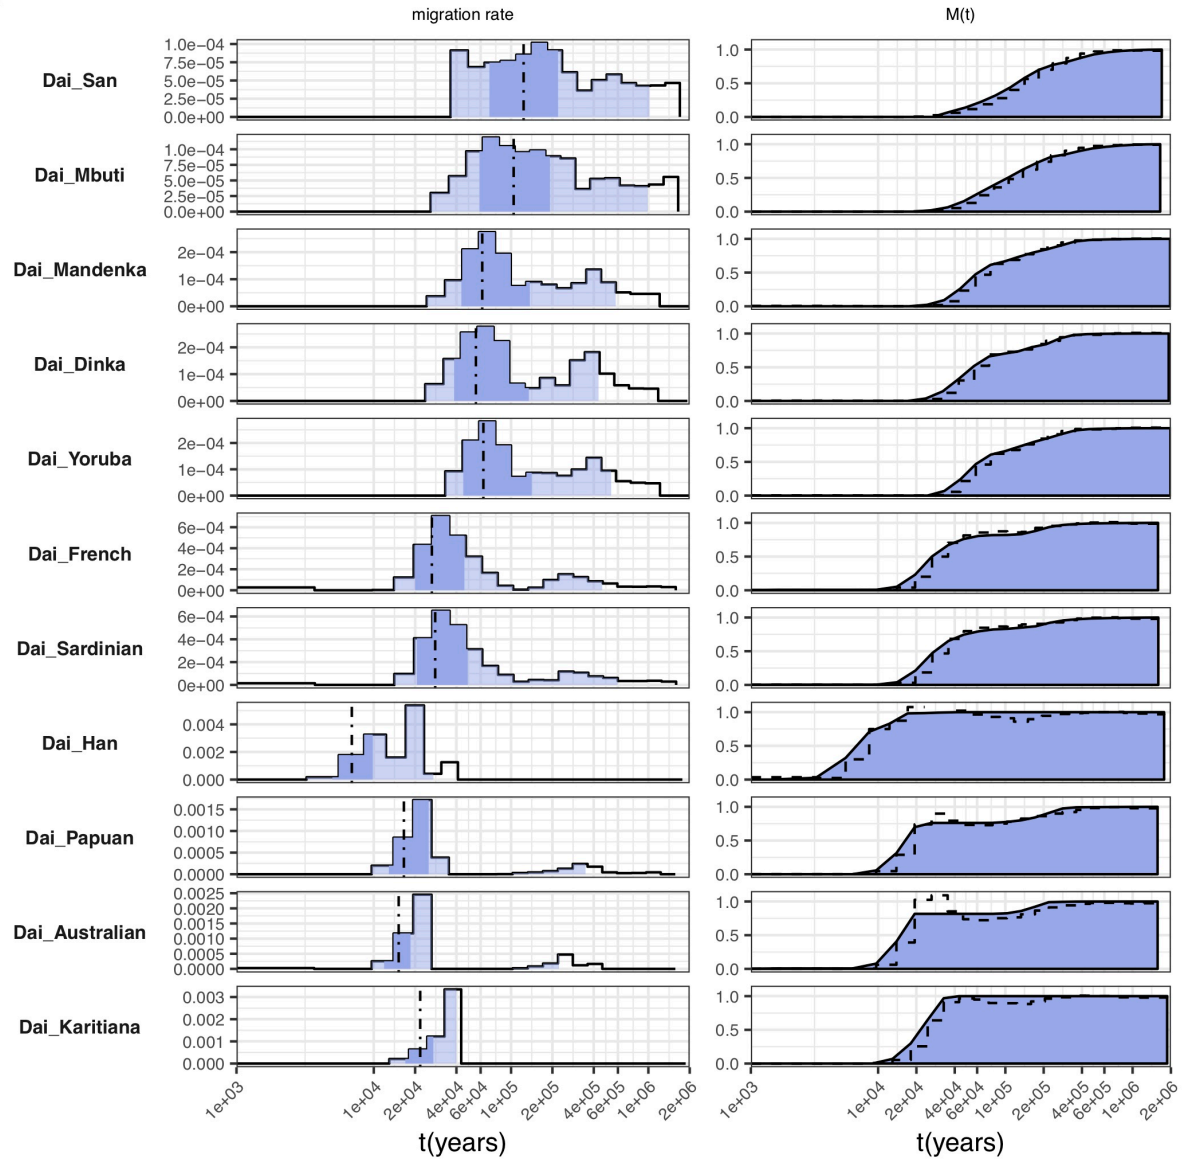 migration rate M(t)
Dai_San
1.0e−04
7.5e−05
5.0e−05
2.5e−05
0.0e+00
1.0
0.5
0.0
Dai_Mbuti
1.0e−04
7.5e−05
5.0e−05
2.5e−05
0.0e+00
1.0
0.5
0.0
Dai_Mandenka
2e−04
1e−04
0e+00
1.0
0.5
0.0
Dai_Dinka
2e−04
1e−04
0e+00
1.0
0.5
0.0
Dai_Yoruba
2e−04
1e−04
0e+00
1.0
0.5
0.0
Dai_French
6e−04
4e−04
2e−04
0e+00
1.0
0.5
0.0
Dai_Sardinian
6e−04
4e−04
2e−04
0e+00
1.0
0.5
0.0
Dai_Han
0.004
0.002
0.000
1.0
0.5
0.0
Dai_Papuan
0.0015
0.0010
0.0005
0.0000
1.0
0.5
0.0
Dai_Australian
0.0025
0.0020
0.0015
0.0010
0.0005
0.0000
1.0
0.5
0.0
Dai_Karitiana
0.003
0.002
0.001
0.000
1.0
0.5
0.0
1e+03 1e+04 2e+04 4e+04 6e+04 1e+05 2e+05 4e+05 6e+05 1e+06 2e+06
1e+03 1e+04 2e+04 4e+04 6e+04 1e+05 2e+05 4e+05 6e+05 1e+06 2e+06
t(years) t(years)